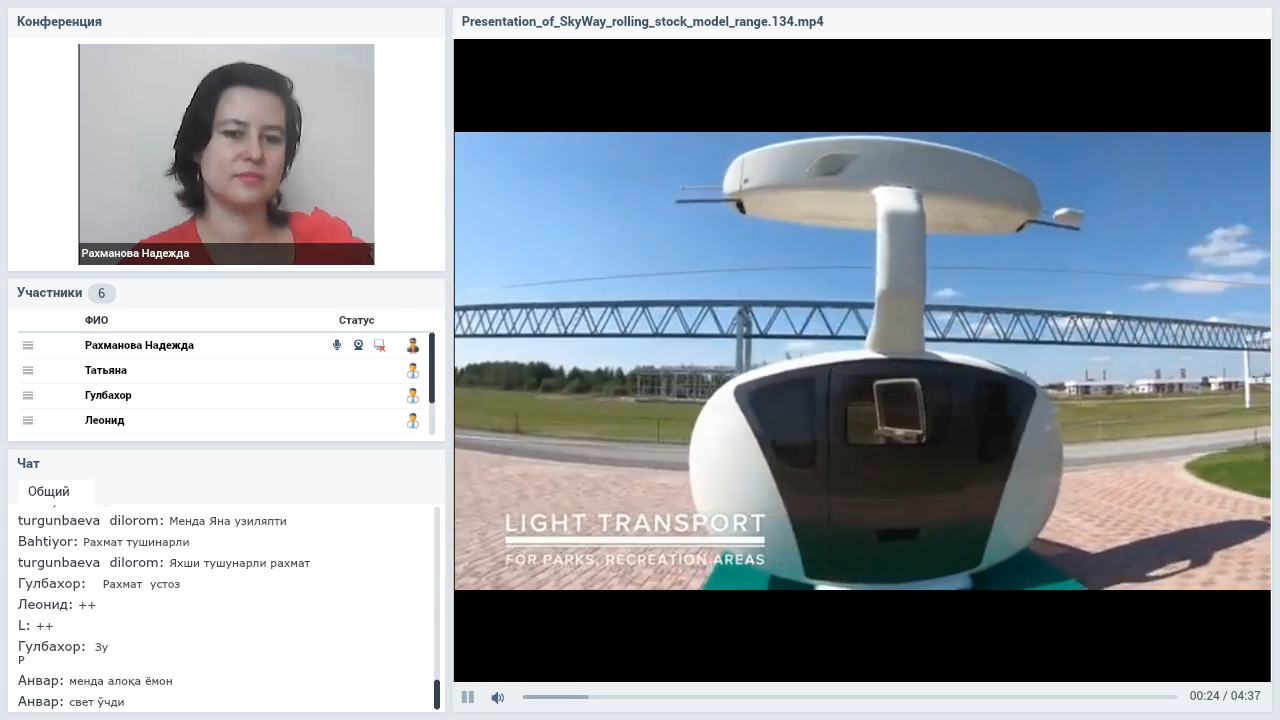 Конференция
Рахманова Надежда
Участники 6
ФИО Статус
Рахманова Надежда
Татьяна
Гулбахор
Леонид
Чат
Общий
turgunbaeva dilorom: Менда Яна узиляпти
Bahtiyor: Рахмат тушинарли
turgunbaeva dilorom: Яхши тушунарли рахмат
Гулбахор: Рахмат устоз
Леонид: ++
L: ++
Гулбахор: Зу
Р
Анвар: менда алоқа ёмон
Анвар: свет ўчди
Presentation_of_SkyWay_rolling_stock_model_range.134.mp4
LIGHT TRANSPORT
FOR PARKS, RECREATION AREAS
00:24 / 04:37